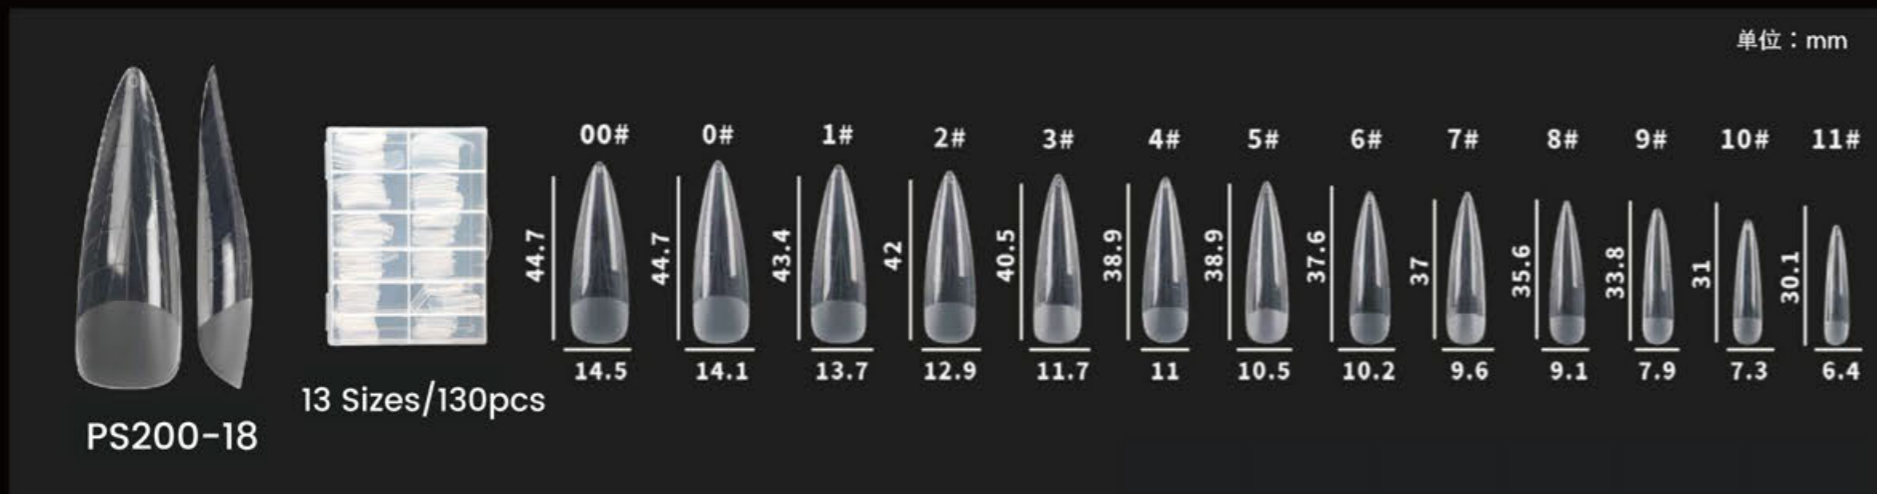 单位：mm
00# 0# 1# 2# 3# 4# 5# 6# 7# 8# 9# 10# 11#
44.7 44.7 43.4 42 40.5 38.9 38.9 37.6 37 35.6 33.8 31 30.1
14.5 14.1 13.7 12.9 11.7 11 10.5 10.2 9.6 9.1 7.9 7.3 6.4
13 Sizes/130pcs
PS200-18